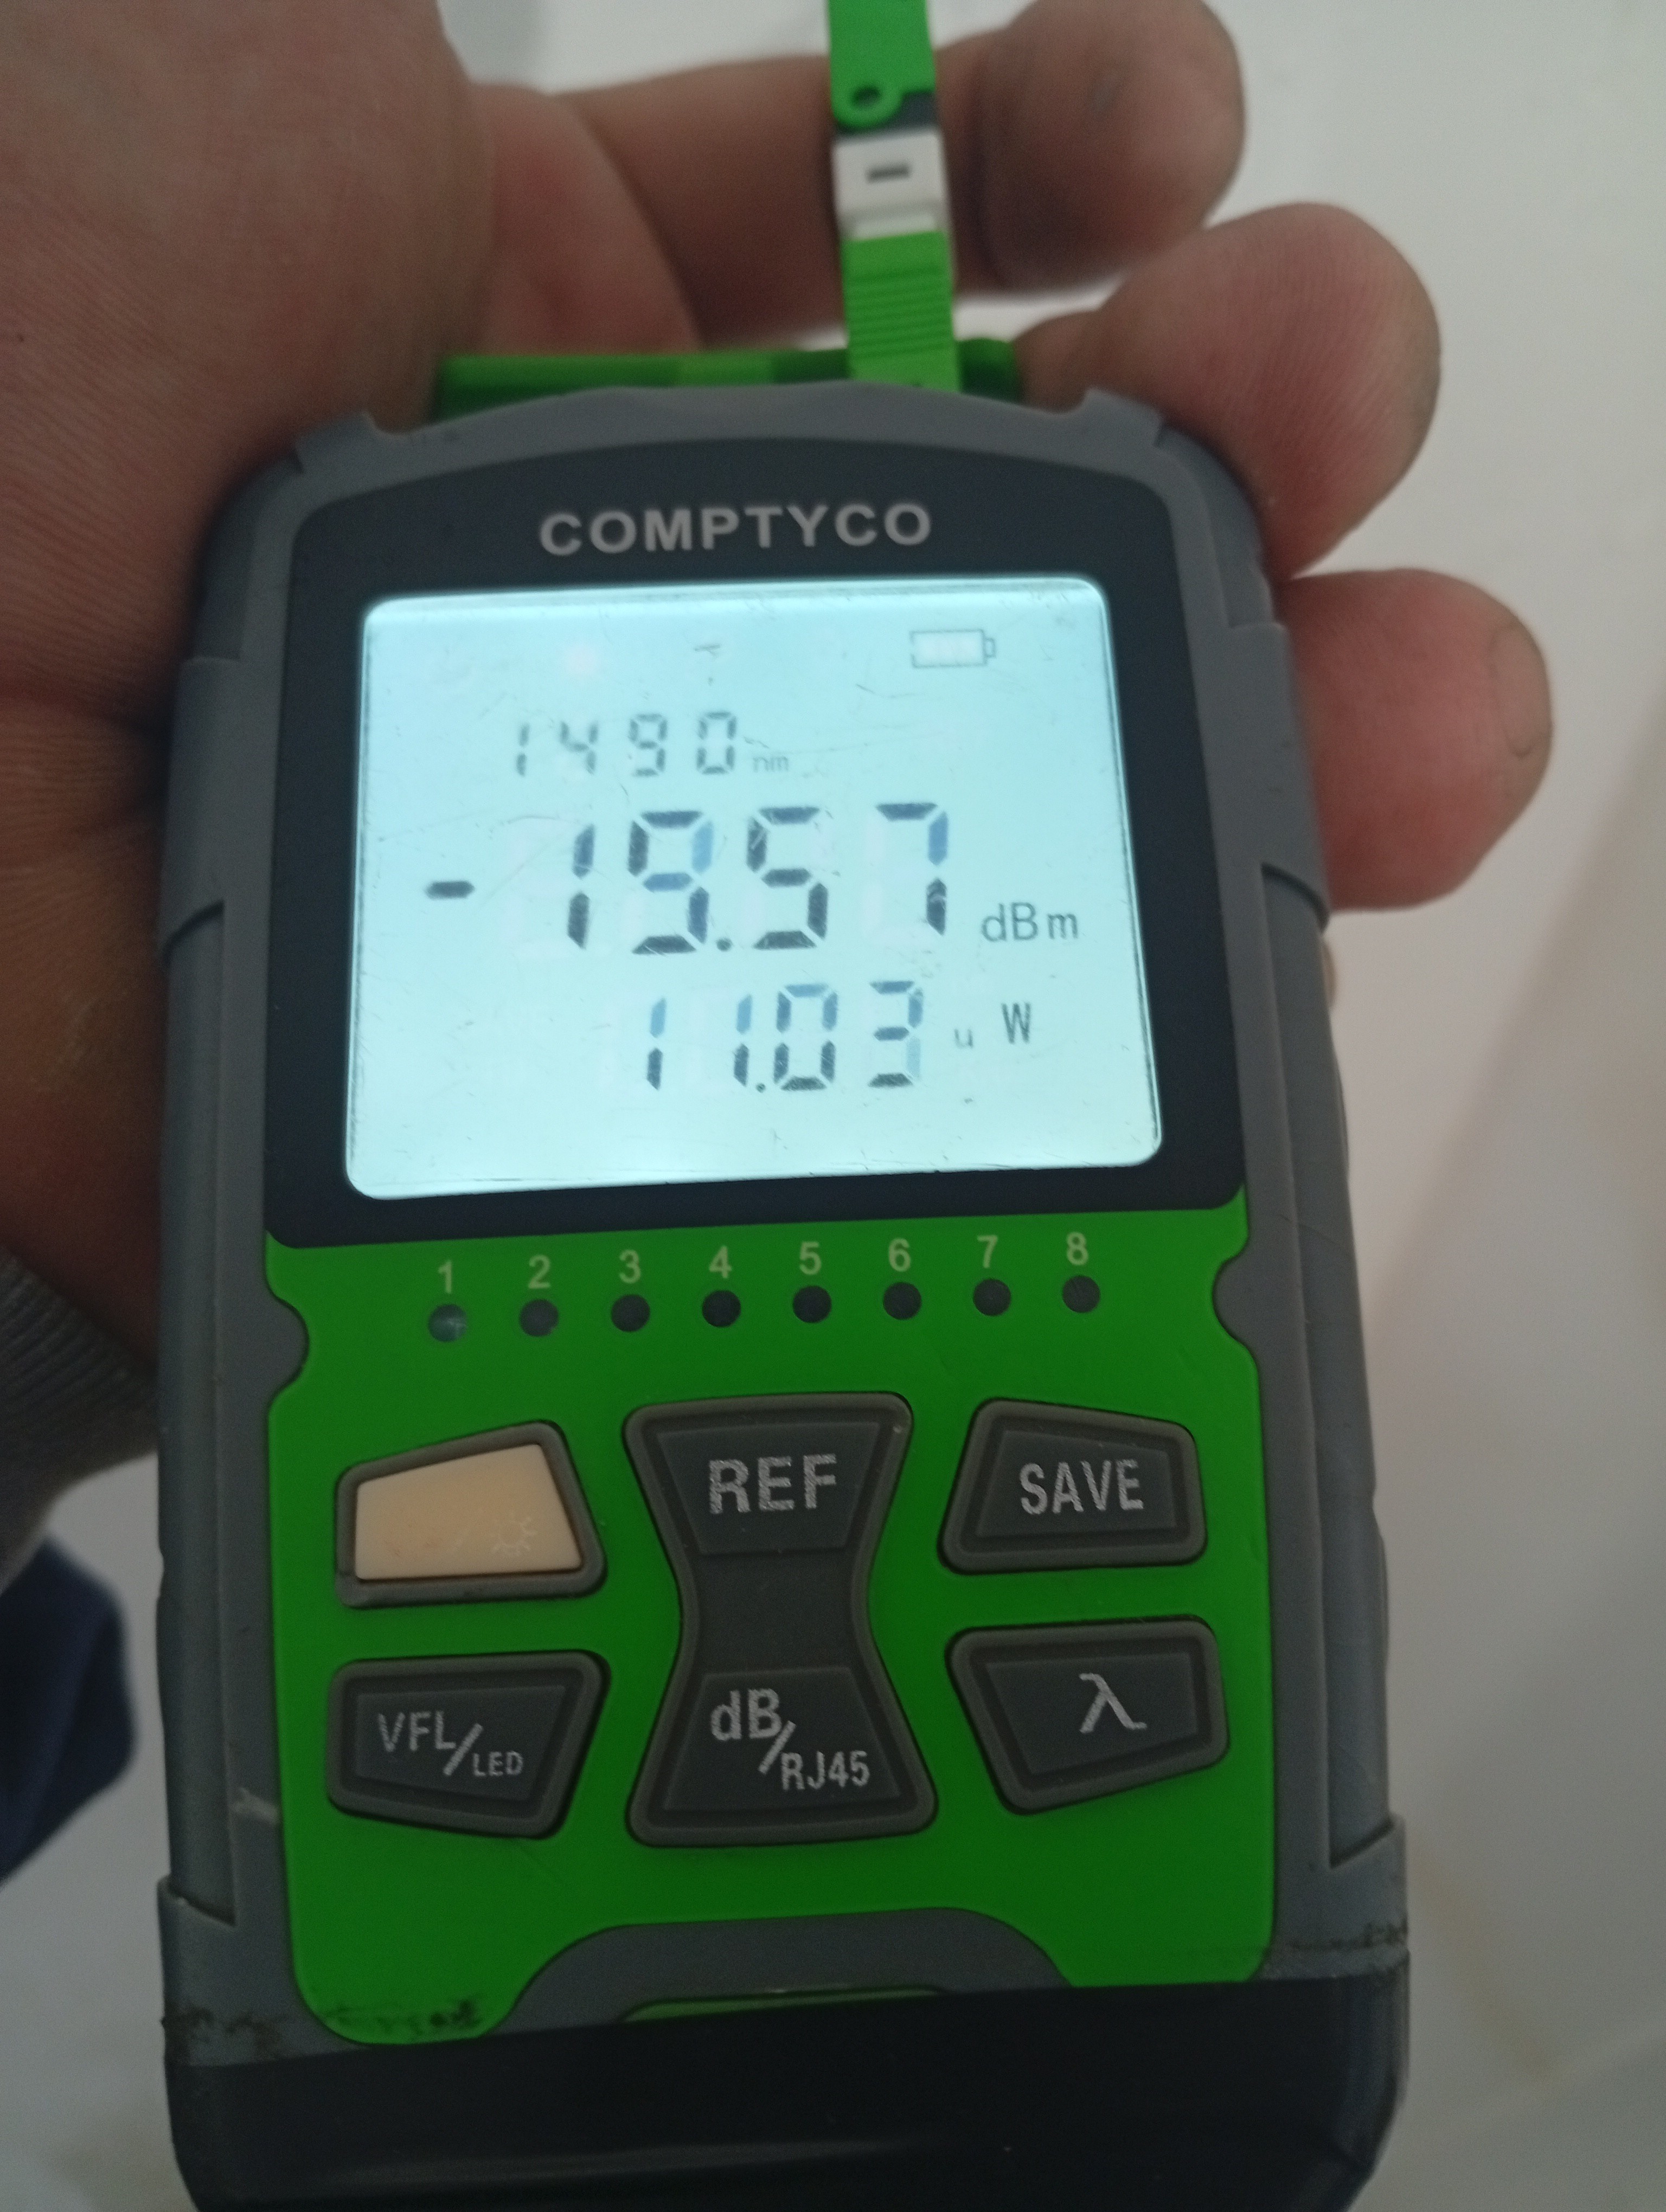 COMPTYCO
1490 nm
-19.57 dBm
11.03 uW
1 2 3 4 5 6 7 8
REF
SAVE
VFL/LED
dB/RJ45
λ